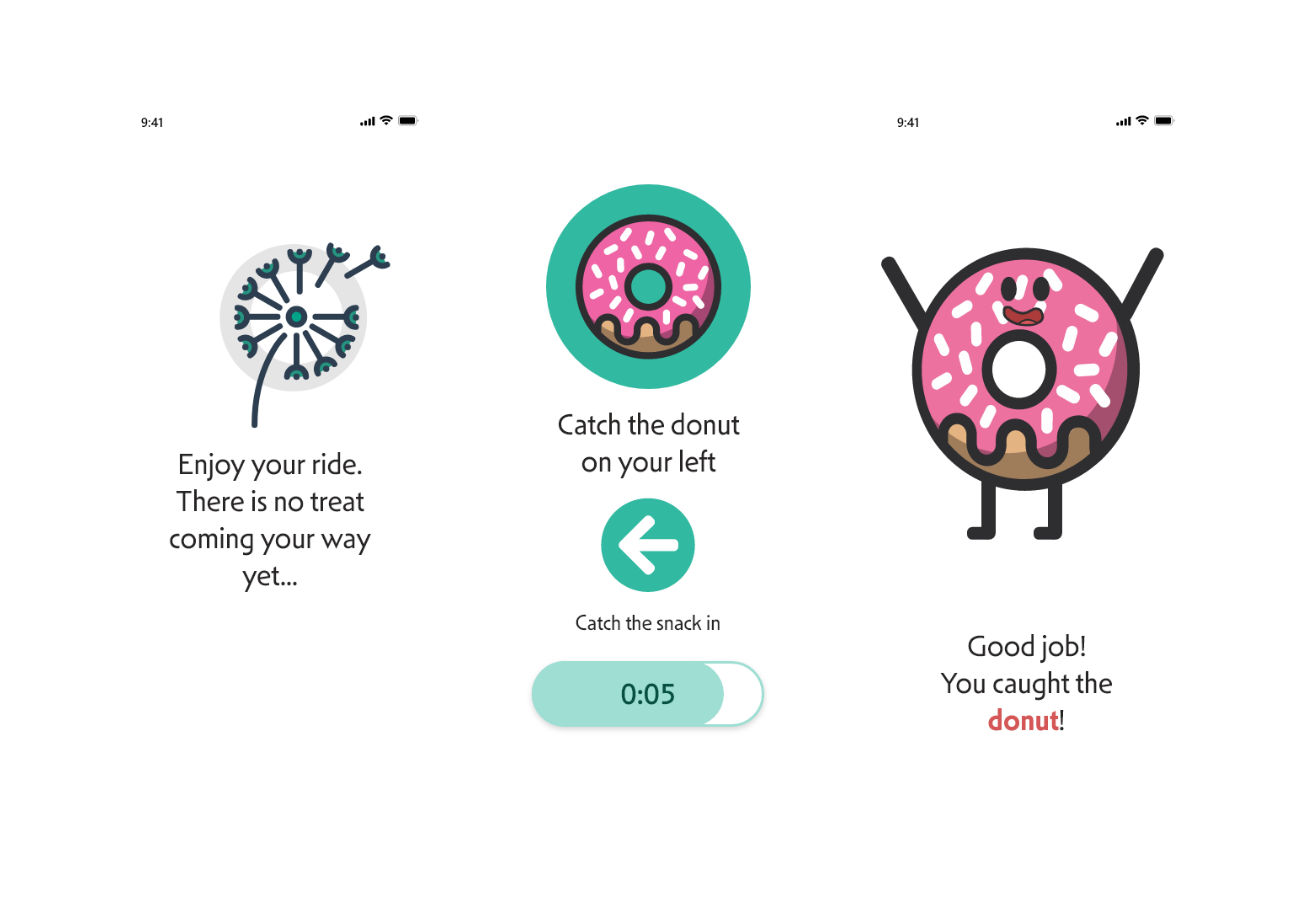 9:41
Enjoy your ride.
There is no treat
coming your way
yet...
Catch the donut
on your left
Catch the snack in
0:05
9:41
Good job!
You caught the
donut!